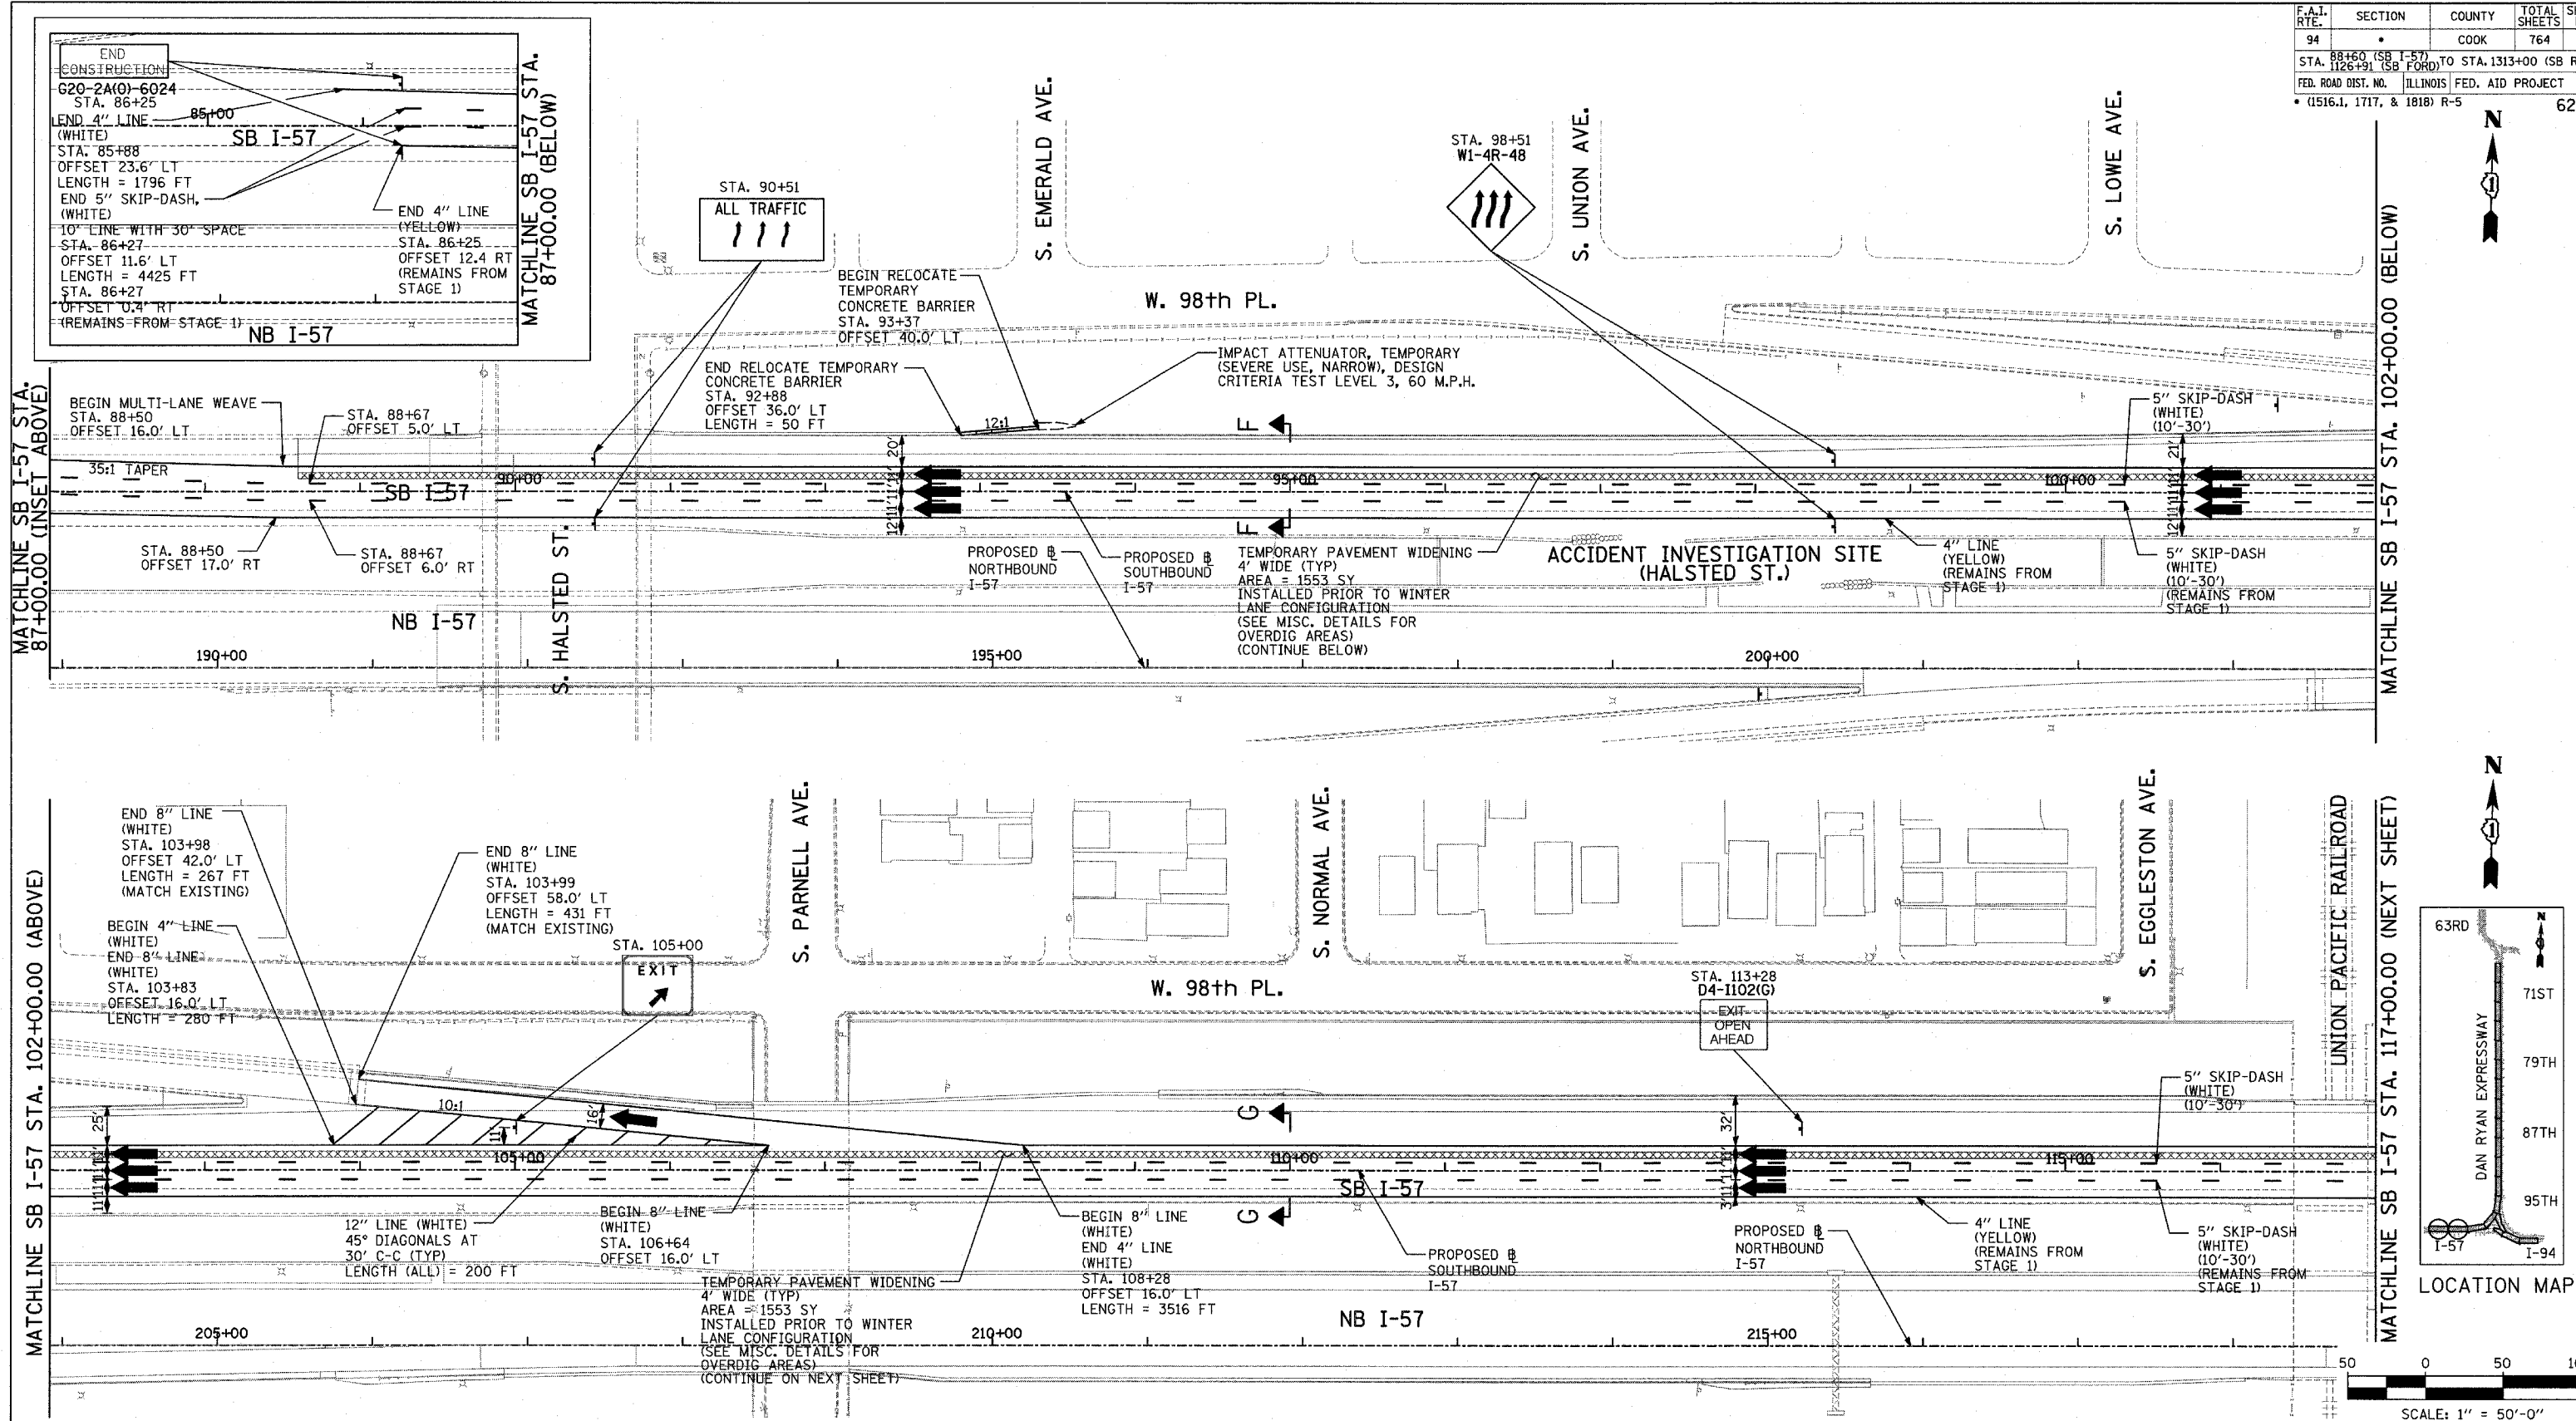 F.A.I. RTE.
SECTION
COUNTY
TOTAL SHEETS
94
•
COOK
764
STA. 88+60 (SB I-57) 1126+91 (SB FORD) TO STA. 1313+00 (SB R
FED. ROAD DIST. NO.
ILLINOIS
FED. AID PROJECT
• (1516.1, 1717, & 1818) R-5
62
N
END
CONSTRUCTION
G20-2A(O)-6024
STA. 86+25
85+00
SB I-57
END 4" LINE
(WHITE)
STA. 85+88
OFFSET 23.6' LT
LENGTH = 1796 FT
END 5" SKIP-DASH,
(WHITE)
10' LINE WITH 30' SPACE
STA. 86+27
OFFSET 11.6' LT
LENGTH = 4425 FT
STA. 86+27
OFFSET 0.4' RT
(REMAINS FROM STAGE 1)
END 4" LINE
(YELLOW)
STA. 86+25
OFFSET 12.4 RT
(REMAINS FROM
STAGE 1)
NB I-57
MATCHLINE SB I-57 STA.
87+00.00 (BELOW)
STA. 90+51
ALL TRAFFIC
S. EMERALD AVE.
STA. 98+51
W1-4R-48
S. UNION AVE.
S. LOWE AVE.
W. 98th PL.
BEGIN RELOCATE
TEMPORARY
CONCRETE BARRIER
STA. 93+37
OFFSET 40.0' LT
END RELOCATE TEMPORARY
CONCRETE BARRIER
STA. 92+88
OFFSET 36.0' LT
LENGTH = 50 FT
IMPACT ATTENUATOR, TEMPORARY
(SEVERE USE, NARROW), DESIGN
CRITERIA TEST LEVEL 3, 60 M.P.H.
12:1
MATCHLINE SB I-57 STA.
87+00.00 (INSET ABOVE)
BEGIN MULTI-LANE WEAVE
STA. 88+50
OFFSET 16.0' LT
STA. 88+67
OFFSET 5.0' LT
35:1 TAPER
SB I-57
90+00
95+00
100+00
20'
11'
11'
11'
12'
F
F
5" SKIP-DASH
(WHITE)
(10'-30')
21'
11'
11'
11'
12'
STA. 88+50
OFFSET 17.0' RT
STA. 88+67
OFFSET 6.0' RT
S. HALSTED ST.
PROPOSED B
NORTHBOUND
I-57
PROPOSED B
SOUTHBOUND
I-57
TEMPORARY PAVEMENT WIDENING
4' WIDE (TYP)
AREA = 1553 SY
INSTALLED PRIOR TO WINTER
LANE CONFIGURATION
(SEE MISC. DETAILS FOR
OVERDIG AREAS)
(CONTINUE BELOW)
ACCIDENT INVESTIGATION SITE
(HALSTED ST.)
4" LINE
(YELLOW)
(REMAINS FROM
STAGE 1)
5" SKIP-DASH
(WHITE)
(10'-30')
(REMAINS FROM
STAGE 1)
NB I-57
190+00
195+00
200+00
MATCHLINE SB I-57 STA. 102+00.00 (BELOW)
MATCHLINE SB I-57 STA. 102+00.00 (ABOVE)
END 8" LINE
(WHITE)
STA. 103+98
OFFSET 42.0' LT
LENGTH = 267 FT
(MATCH EXISTING)
BEGIN 4" LINE
(WHITE)
END 8" LINE
(WHITE)
STA. 103+83
OFFSET 16.0' LT
LENGTH = 280 FT
END 8" LINE
(WHITE)
STA. 103+99
OFFSET 58.0' LT
LENGTH = 431 FT
(MATCH EXISTING)
STA. 105+00
EXIT
S. PARNELL AVE.
S. NORMAL AVE.
S. EGGLESTON AVE.
UNION PACIFIC RAILROAD
W. 98th PL.
STA. 113+28
D4-I102(G)
EXIT
OPEN
AHEAD
10:1
16'
11'
25'
11'
11'
11'
11'
105+00
110+00
115+00
G
G
32'
11'
11'
11'
3'
SB I-57
5" SKIP-DASH
(WHITE)
(10'-30')
12" LINE (WHITE)
45° DIAGONALS AT
30' C-C (TYP)
LENGTH (ALL) = 200 FT
BEGIN 8" LINE
(WHITE)
STA. 106+64
OFFSET 16.0' LT
TEMPORARY PAVEMENT WIDENING
4' WIDE (TYP)
AREA = 1553 SY
INSTALLED PRIOR TO WINTER
LANE CONFIGURATION
(SEE MISC. DETAILS FOR
OVERDIG AREAS)
(CONTINUE ON NEXT SHEET)
BEGIN 8" LINE
(WHITE)
END 4" LINE
(WHITE)
STA. 108+28
OFFSET 16.0' LT
LENGTH = 3516 FT
PROPOSED B
SOUTHBOUND
I-57
PROPOSED B
NORTHBOUND
I-57
4" LINE
(YELLOW)
(REMAINS FROM
STAGE 1)
5" SKIP-DASH
(WHITE)
(10'-30')
(REMAINS FROM
STAGE 1)
NB I-57
205+00
210+00
215+00
MATCHLINE SB I-57 STA. 117+00.00 (NEXT SHEET)
N
63RD
N
71ST
79TH
87TH
95TH
DAN RYAN EXPRESSWAY
I-57
I-94
LOCATION MAP
50 0 50
SCALE: 1" = 50'-0"